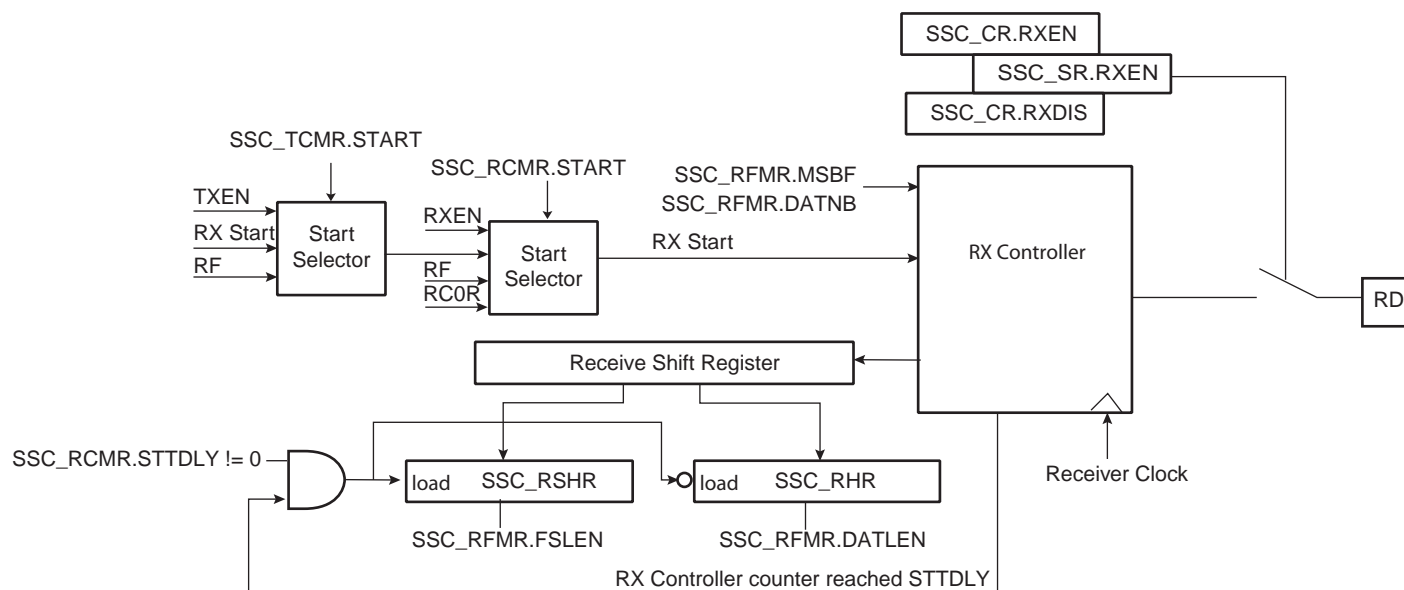 SSC_CR.RXEN
SSC_SR.RXEN
SSC_CR.RXDIS
SSC_TCMR.START
SSC_RCMR.START
SSC_RFMR.MSBF
SSC_RFMR.DATNB
TXEN
RX Start
RF
Start
Selector
RXEN
RF
RC0R
Start
Selector
RX Start
RX Controller
RD
Receive Shift Register
SSC_RCMR.STTDLY != 0
load
SSC_RSHR
load
SSC_RHR
Receiver Clock
SSC_RFMR.FSLEN
SSC_RFMR.DATLEN
RX Controller counter reached STTDLY